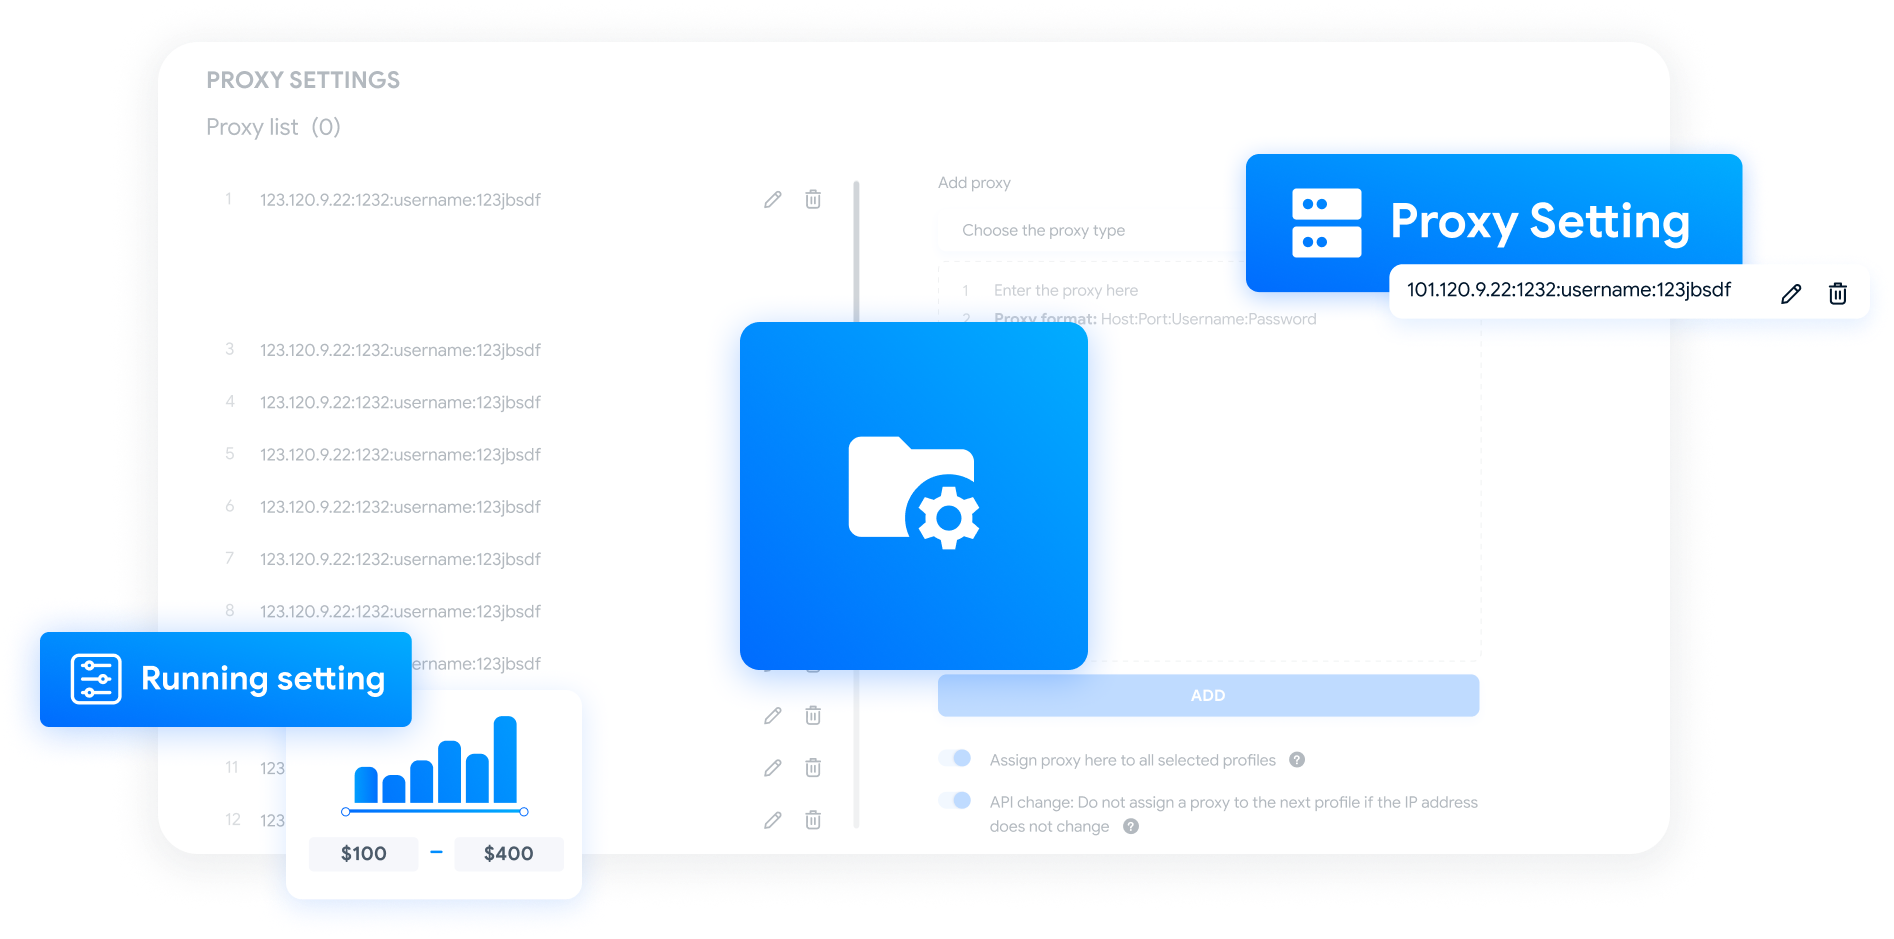 PROXY SETTINGS
Proxy list (0)
1 123.120.9.22:1232:username:123jbsdf
3 123.120.9.22:1232:username:123jbsdf
4 123.120.9.22:1232:username:123jbsdf
5 123.120.9.22:1232:username:123jbsdf
6 123.120.9.22:1232:username:123jbsdf
7 123.120.9.22:1232:username:123jbsdf
8 123.120.9.22:1232:username:123jbsdf
ername:123jbsdf
11 123
12 123
Running setting
$100 – $400
Add proxy
Choose the proxy type
1 Enter the proxy here
2 Proxy format: Host:Port:Username:Password
ADD
Assign proxy here to all selected profiles ?
API change: Do not assign a proxy to the next profile if the IP address
does not change ?
Proxy Setting
101.120.9.22:1232:username:123jbsdf